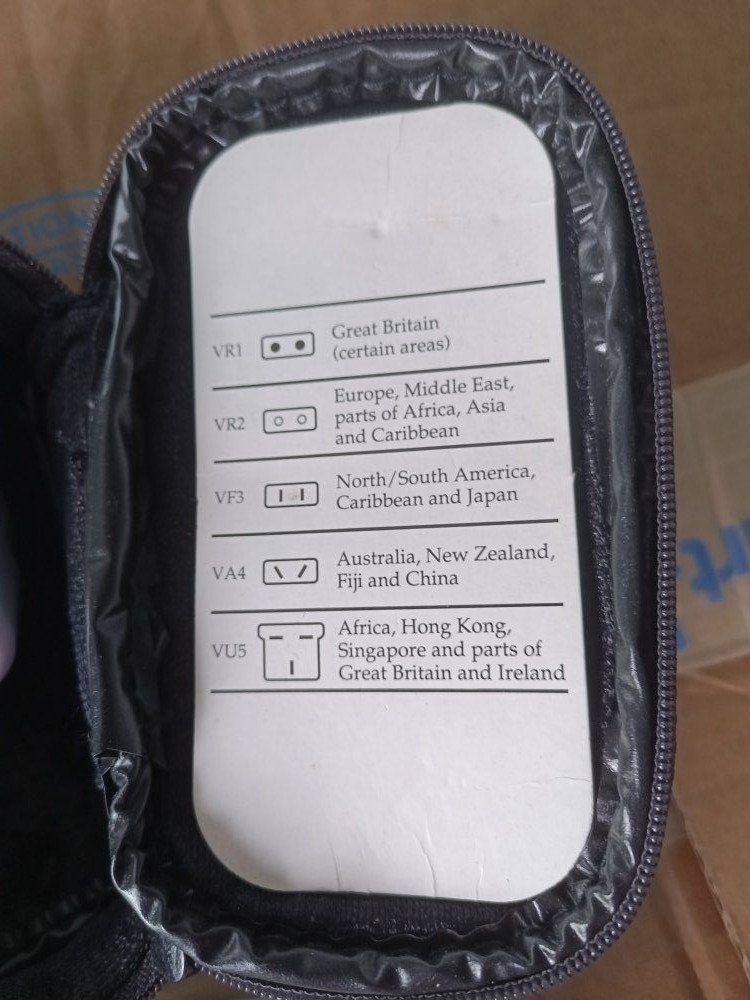 VR1 Great Britain
(certain areas)
Europe, Middle East,
VR2 parts of Africa, Asia
and Caribbean
VF3 North/South America,
Caribbean and Japan
VA4 Australia, New Zealand,
Fiji and China
Africa, Hong Kong,
VU5 Singapore and parts of
Great Britain and Ireland